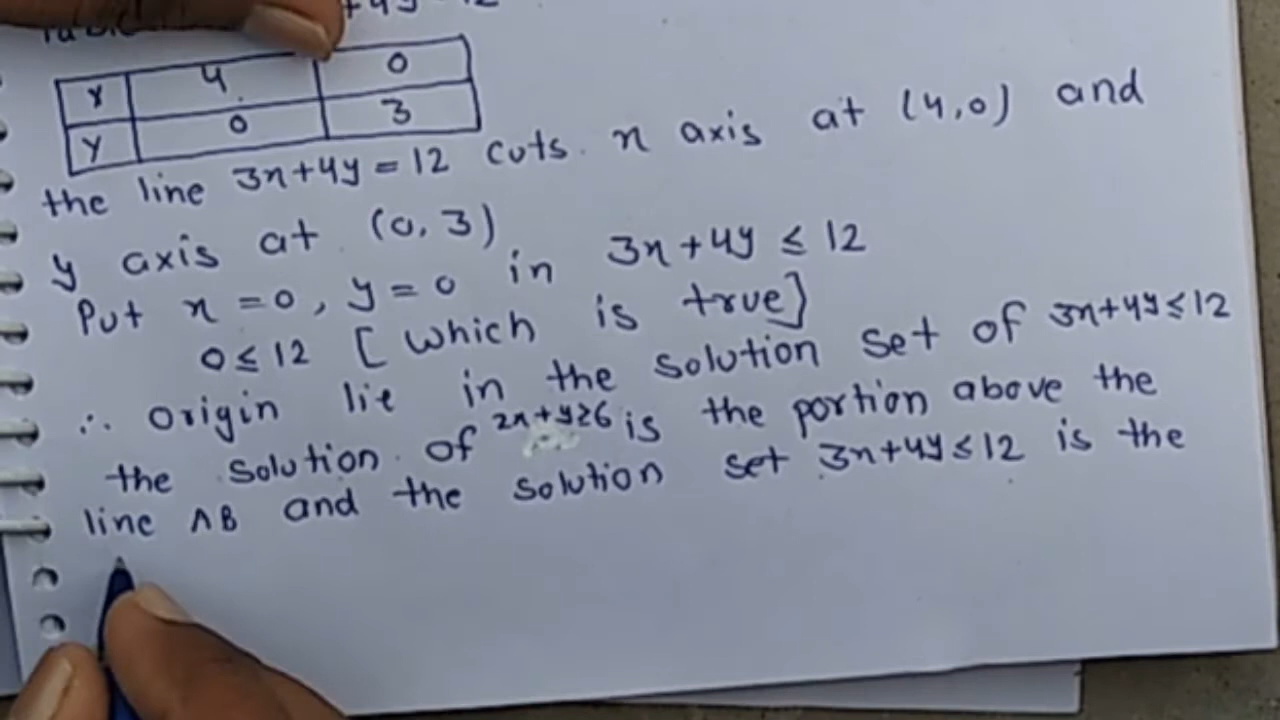 +4y = 12
x 4 0
y 0 3
the line 3x+4y = 12 cuts x axis at (4,0) and
y axis at (0,3)
Put x = 0, y = 0 in 3x + 4y ≤ 12
0 ≤ 12 [which is true]
∴ origin lie in the solution set of 3x+4y ≤ 12
the solution of 2x+y≥6 is the portion above the
line AB and the solution set 3x+4y ≤ 12 is the